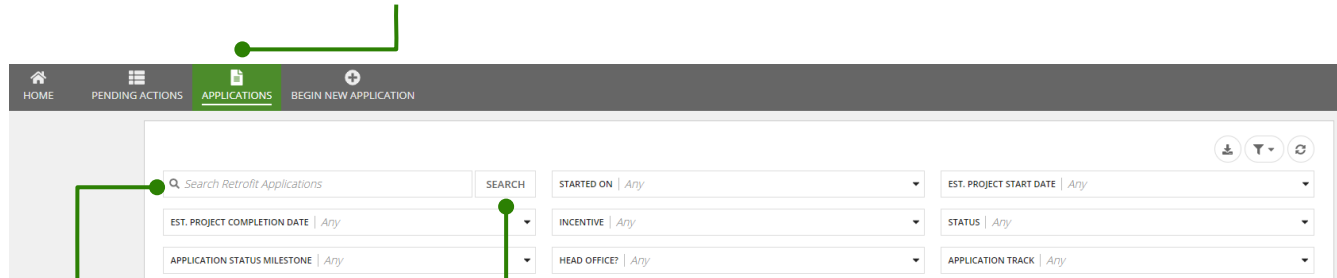 HOME PENDING ACTIONS APPLICATIONS BEGIN NEW APPLICATION
Search Retrofit Applications SEARCH STARTED ON Any EST. PROJECT START DATE Any
EST. PROJECT COMPLETION DATE Any INCENTIVE Any STATUS Any
APPLICATION STATUS MILESTONE Any HEAD OFFICE? Any APPLICATION TRACK Any